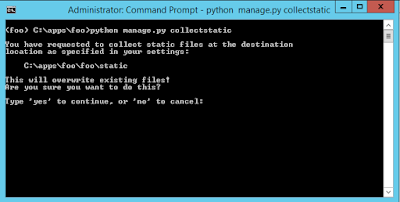 Administrator: Command Prompt - python  manage.py collectstatic
(foo) C:\apps\foo>python manage.py collectstatic
You have requested to collect static files at the destination
location as specified in your settings:
C:\apps\foo\foo\static
This will overwrite existing files!
Are you sure you want to do this?
Type 'yes' to continue, or 'no' to cancel: